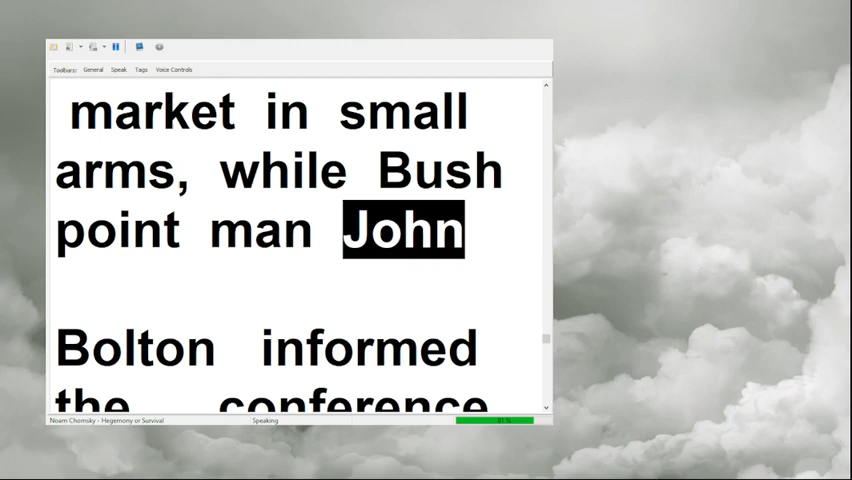 Toolbars: General Speak Tags Voice Controls
market in small
arms, while Bush
point man John
Bolton informed
the conference
Noam Chomsky - Hegemony or Survival Speaking 81 %